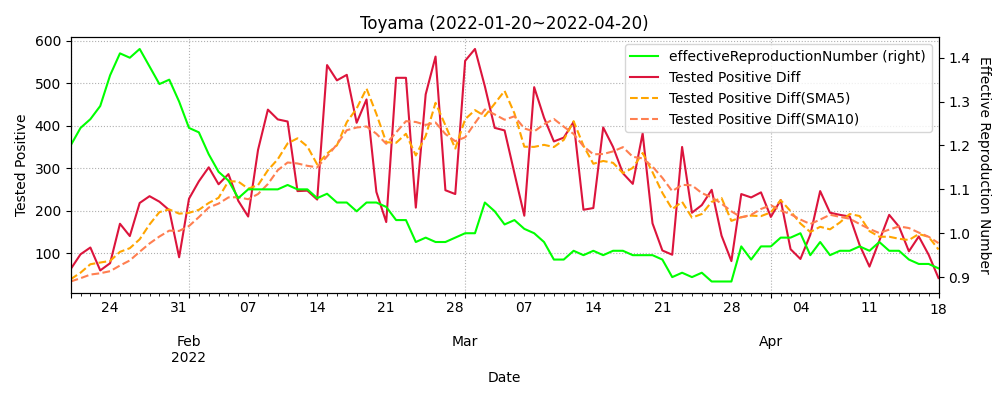 Toyama (2022-01-20~2022-04-20)
600
500
400
300
200
100
Tested Positive
effectiveReproductionNumber (right)
Tested Positive Diff
Tested Positive Diff(SMA5)
Tested Positive Diff(SMA10)
1.4
1.3
1.2
1.1
1.0
0.9
Effective Reproduction Number
24 31 07 14 21 28 07 14 21 28 04 11 18
Feb Mar Apr
2022
Date